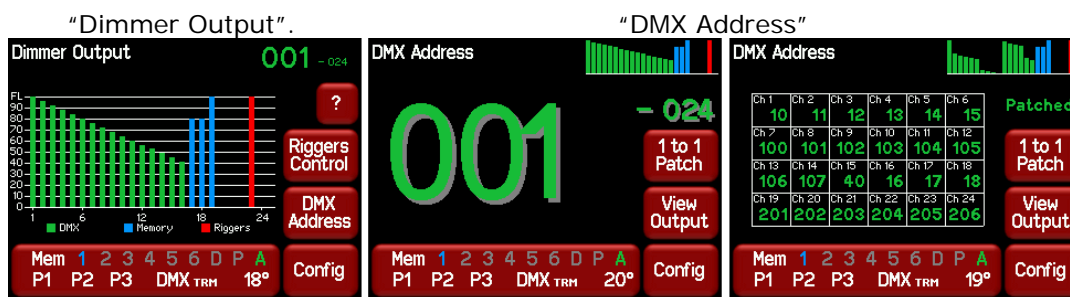 "Dimmer Output".
"DMX Address"
Dimmer Output
001 - 024
FL
90
80
70
60
50
40
30
20
10
0
1 6 12 18 24
DMX Memory Riggers
?
Riggers
Control
DMX
Address
Mem 1 2 3 4 5 6 D P A
P1 P2 P3 DMX TRM 18°
Config
DMX Address
001
- 024
1 to 1
Patch
View
Output
Mem 1 2 3 4 5 6 D P A
P1 P2 P3 DMX TRM 20°
Config
DMX Address
Ch 1 Ch 2 Ch 3 Ch 4 Ch 5 Ch 6
10 11 12 13 14 15
Ch 7 Ch 8 Ch 9 Ch 10 Ch 11 Ch 12
100 101 102 103 104 105
Ch 13 Ch 14 Ch 15 Ch 16 Ch 17 Ch 18
106 107 40 16 17 18
Ch 19 Ch 20 Ch 21 Ch 22 Ch 23 Ch 24
201 202 203 204 205 206
Patched
1 to 1
Patch
View
Output
Mem 1 2 3 4 5 6 D P A
P1 P2 P3 DMX TRM 19°
Config